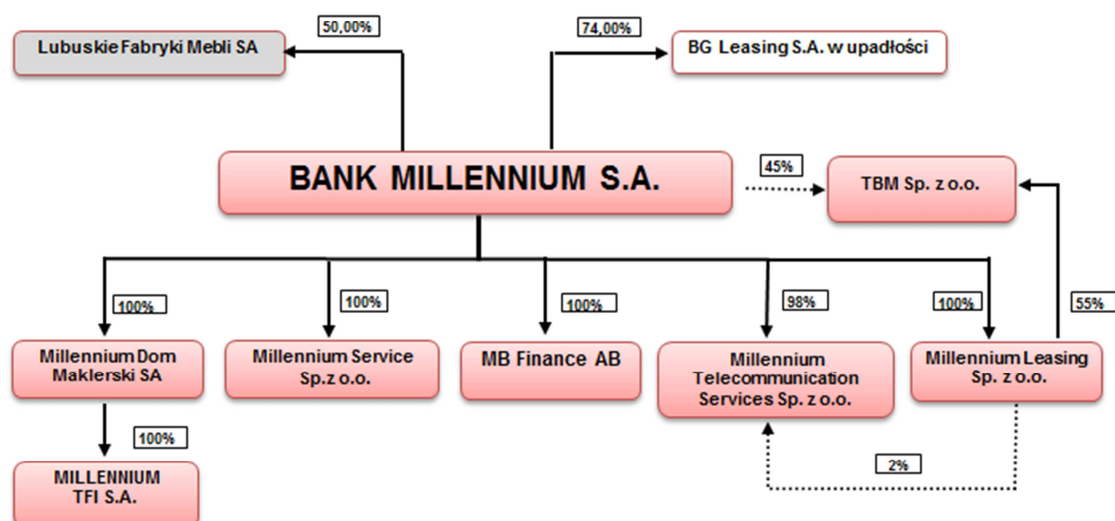 50,00%
74,00%
Lubuskie Fabryki Mebli SA
BG Leasing S.A. w upadłości
BANK MILLENNIUM S.A.
45%
TBM Sp. z o.o.
100%
100%
100%
98%
100%
55%
Millennium Dom
Maklerski SA
Millennium Service
Sp.z o.o.
MB Finance AB
Millennium
Telecommunication
Services Sp. z o.o.
Millennium Leasing
Sp. z o.o.
100%
2%
MILLENNIUM
TFI S.A.